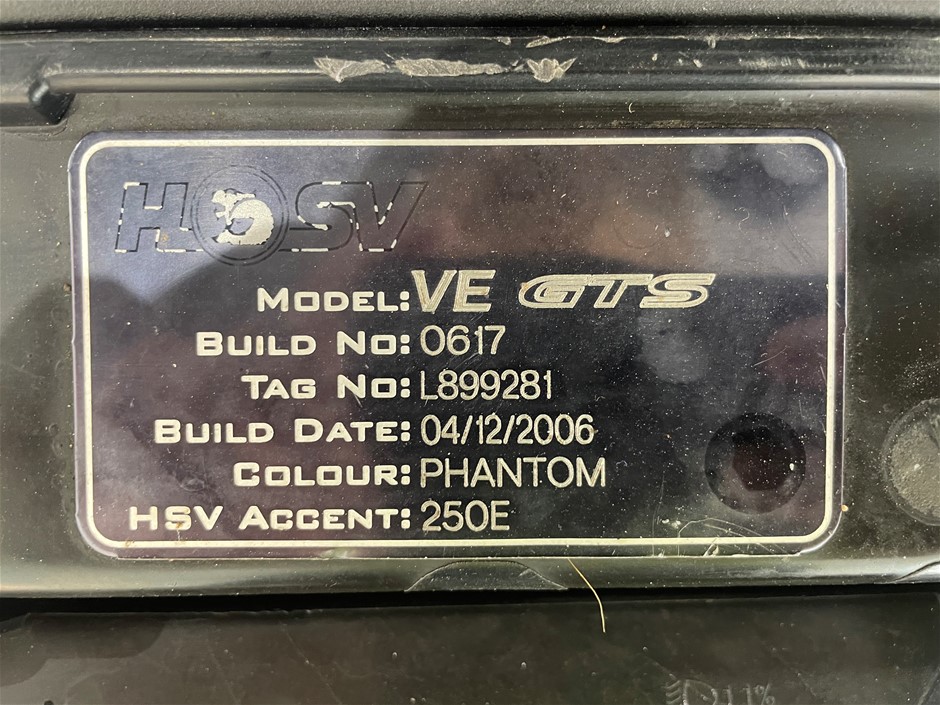 HSV
MODEL: VE GTS
BUILD NO: 0617
TAG NO: L899281
BUILD DATE: 04/12/2006
COLOUR: PHANTOM
HSV ACCENT: 250E